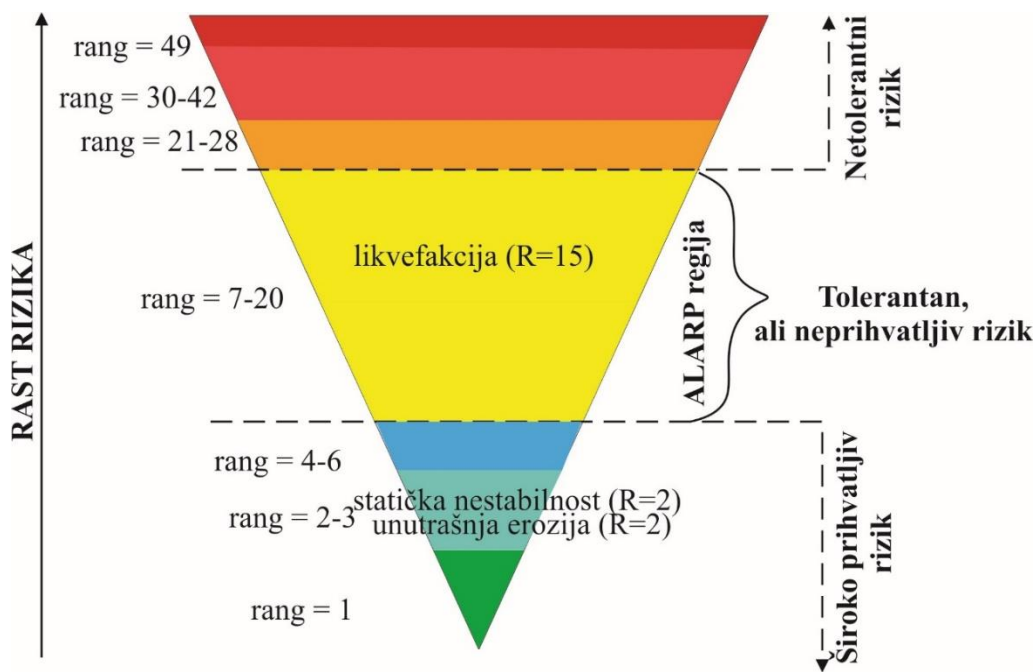 RAST RIZIKA
rang = 49
rang = 30-42
rang = 21-28
rang = 7-20
rang = 4-6
rang = 2-3
rang = 1
likvefakcija (R=15)
statička nestabilnost (R=2)
unutrašnja erozija (R=2)
Netolerantni
rizik
ALARP regija
Tolerantan,
ali neprihvatljiv rizik
Široko prihvatljiv
rizik